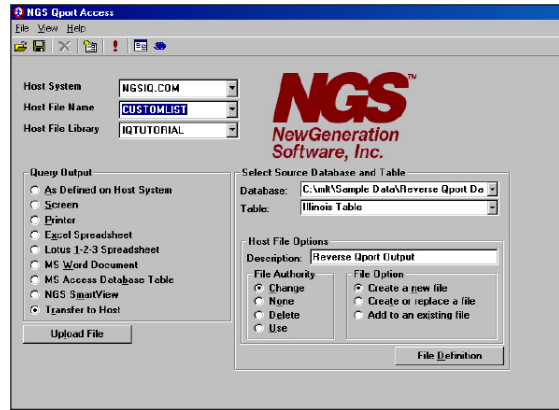 NGS Qport Access
File View Help
Host System NGSIQ.COM
Host File Name CUSTOMLIST
Host File Library IQTUTORIAL
NGS™
NewGeneration
Software, Inc.
Query Output
As Defined on Host System
Screen
Printer
Excel Spreadsheet
Lotus 1-2-3 Spreadsheet
MS Word Document
MS Access Database Table
NGS SmartView
Transfer to Host
Upload File
Select Source Database and Table
Database: C:\mlt\Sample Data\Reverse Qport Da
Table: Illinois Table
Host File Options
Description: Reverse Qport Output
File Authority
Change
None
Delete
Use
File Option
Create a new file
Create or replace a file
Add to an existing file
File Definition